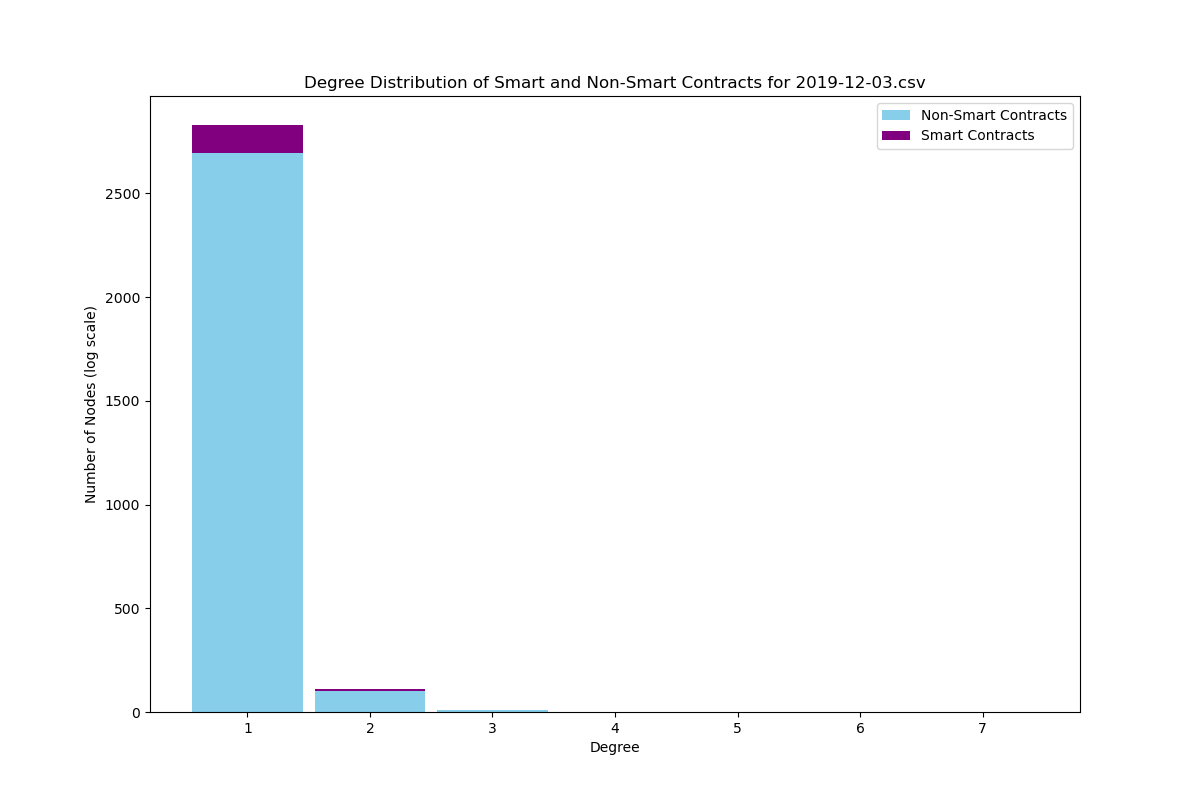 Degree Distribution of Smart and Non-Smart Contracts for 2019-12-03.csv
Non-Smart Contracts
Smart Contracts
2500
2000
1500
1000
500
0
Number of Nodes (log scale)
1 2 3 4 5 6 7
Degree